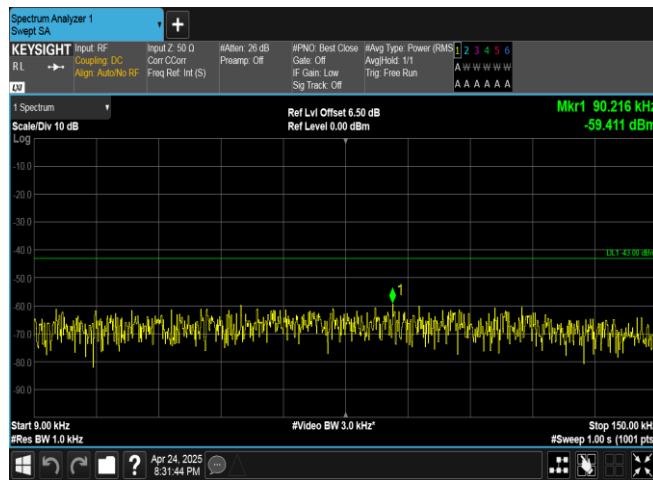 Spectrum Analyzer 1
Swept SA
+
KEYSIGHT Input: RF Input Z: 50 Ω #Atten: 26 dB #PNO: Best Close #Avg Type: Power (RMS 1 2 3 4 5 6
RL Coupling: DC Corr CCorr Preamp: Off Gate: Off Avg|Hold: 1/1 A W W W W W
Align: Auto/No RF Freq Ref: Int (S) IF Gain: Low Trig: Free Run
Sig Track: Off A A A A A A
LXI
1 Spectrum Ref Lvl Offset 6.50 dB Mkr1 90.216 kHz
Scale/Div 10 dB Ref Level 0.00 dBm -59.411 dBm
Log
-10.0
-20.0
-30.0
-40.0 DL1 -43.00 dBm
-50.0
1
-60.0
-70.0
-80.0
-90.0
Start 9.00 kHz #Video BW 3.0 kHz* Stop 150.00 kHz
#Res BW 1.0 kHz #Sweep 1.00 s (1001 pts
? Apr 24, 2025
8:31:44 PM